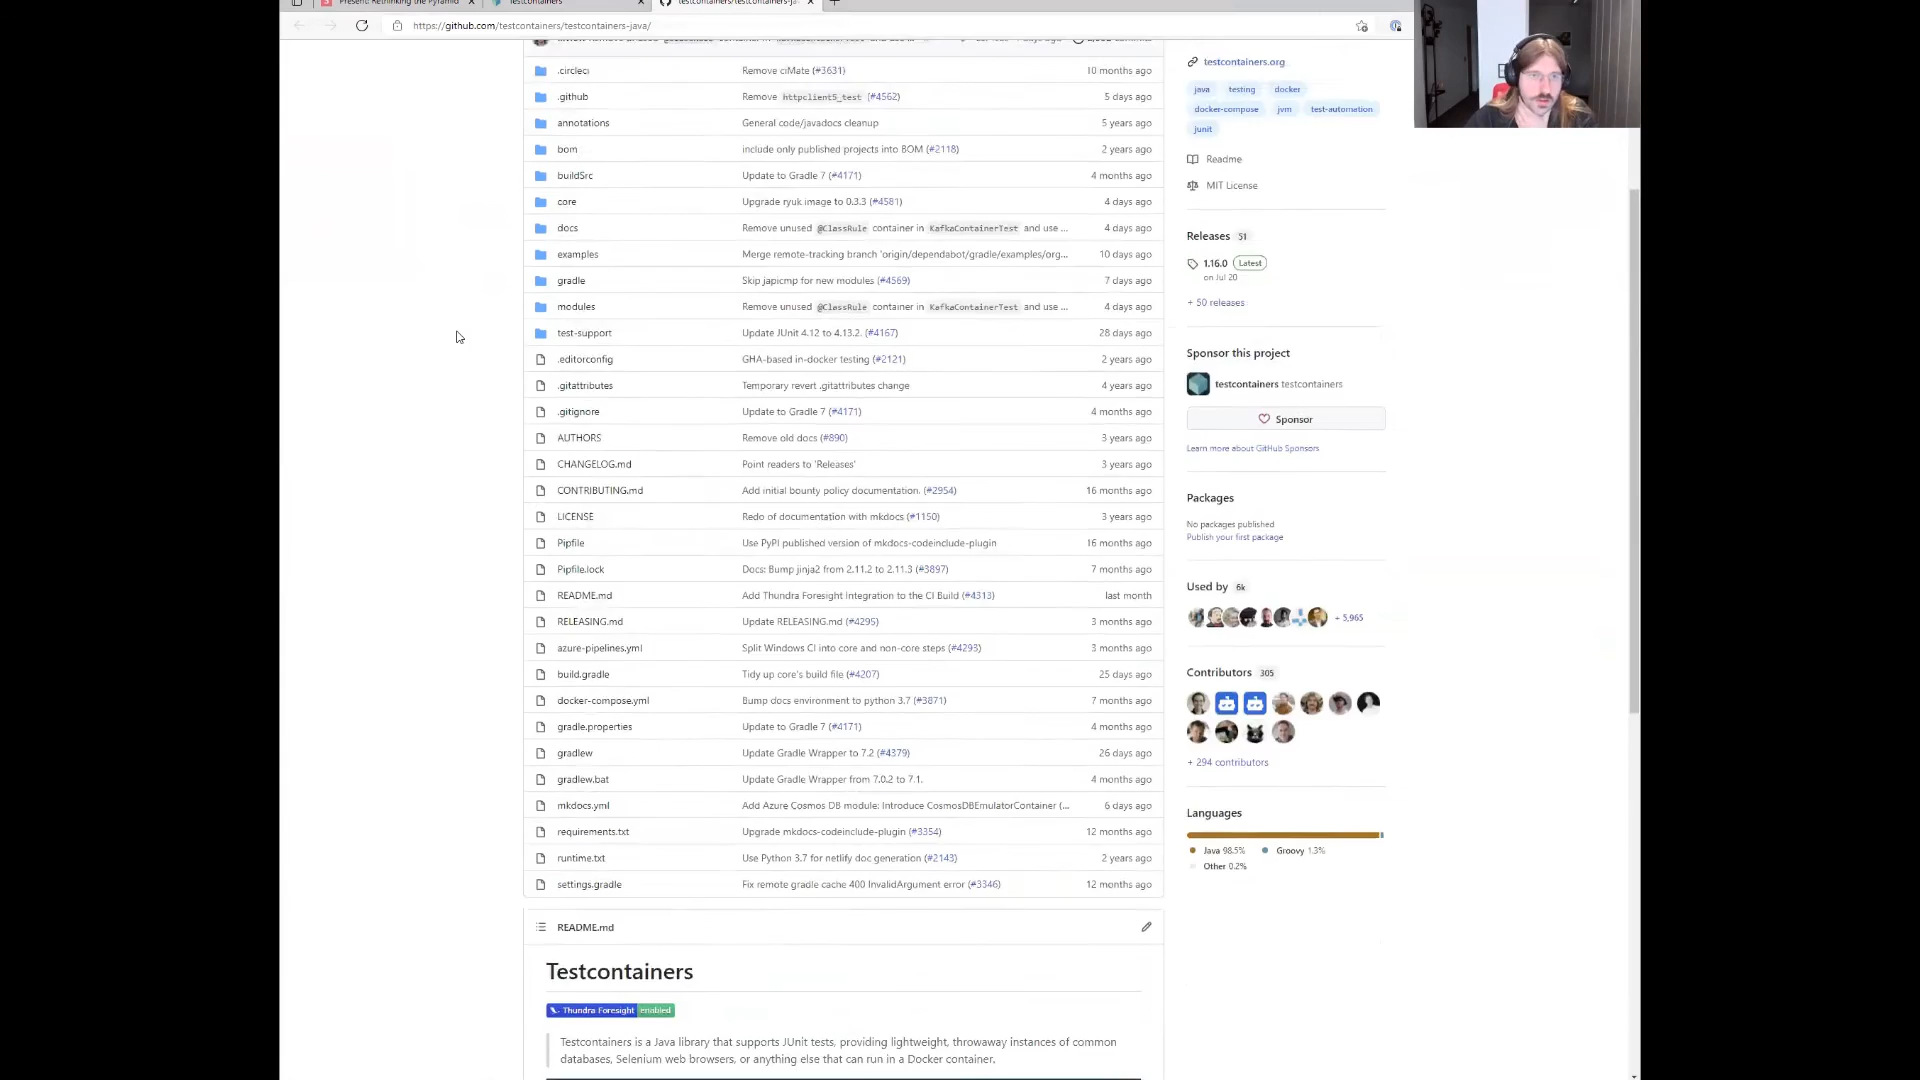 Present: Rethinking the Pyramid
Testcontainers
testcontainers/testcontainers-ja
https://github.com/testcontainers/testcontainers-java/
.circleci Remove ciMate (#3631) 10 months ago
.github Remove httpclient5_test (#4562) 5 days ago
annotations General code/javadocs cleanup 5 years ago
bom include only published projects into BOM (#2118) 2 years ago
buildSrc Update to Gradle 7 (#4171) 4 months ago
core Upgrade ryuk image to 0.3.3 (#4581) 4 days ago
docs Remove unused @ClassRule container in KafkaContainerTest and use ... 4 days ago
examples Merge remote-tracking branch 'origin/dependabot/gradle/examples/org... 10 days ago
gradle Skip japicmp for new modules (#4569) 7 days ago
modules Remove unused @ClassRule container in KafkaContainerTest and use ... 4 days ago
test-support Update JUnit 4.12 to 4.13.2. (#4167) 28 days ago
.editorconfig GHA-based in-docker testing (#2121) 2 years ago
.gitattributes Temporary revert .gitattributes change 4 years ago
.gitignore Update to Gradle 7 (#4171) 4 months ago
AUTHORS Remove old docs (#890) 3 years ago
CHANGELOG.md Point readers to 'Releases' 3 years ago
CONTRIBUTING.md Add initial bounty policy documentation. (#2954) 16 months ago
LICENSE Redo of documentation with mkdocs (#1150) 3 years ago
Pipfile Use PyPI published version of mkdocs-codeinclude-plugin 16 months ago
Pipfile.lock Docs: Bump jinja2 from 2.11.2 to 2.11.3 (#3897) 7 months ago
README.md Add Thundra Foresight Integration to the CI Build (#4313) last month
RELEASING.md Update RELEASING.md (#4295) 3 months ago
azure-pipelines.yml Split Windows CI into core and non-core steps (#4293) 3 months ago
build.gradle Tidy up core's build file (#4207) 25 days ago
docker-compose.yml Bump docs environment to python 3.7 (#3871) 7 months ago
gradle.properties Update to Gradle 7 (#4171) 4 months ago
gradlew Update Gradle Wrapper to 7.2 (#4379) 26 days ago
gradlew.bat Update Gradle Wrapper from 7.0.2 to 7.1. 4 months ago
mkdocs.yml Add Azure Cosmos DB module: Introduce CosmosDBEmulatorContainer (... 6 days ago
requirements.txt Upgrade mkdocs-codeinclude-plugin (#3354) 12 months ago
runtime.txt Use Python 3.7 for netlify doc generation (#2143) 2 years ago
settings.gradle Fix remote gradle cache 400 InvalidArgument error (#3346) 12 months ago
README.md
Testcontainers
Thundra Foresight enabled
Testcontainers is a Java library that supports JUnit tests, providing lightweight, throwaway instances of common
databases, Selenium web browsers, or anything else that can run in a Docker container.
testcontainers.org
java testing docker
docker-compose jvm test-automation
junit
Readme
MIT License
Releases 51
1.16.0 Latest
on Jul 20
+ 50 releases
Sponsor this project
testcontainers testcontainers
Sponsor
Learn more about GitHub Sponsors
Packages
No packages published
Publish your first package
Used by 6k
+ 5,965
Contributors 305
+ 294 contributors
Languages
Java 98.5% Groovy 1.3%
Other 0.2%